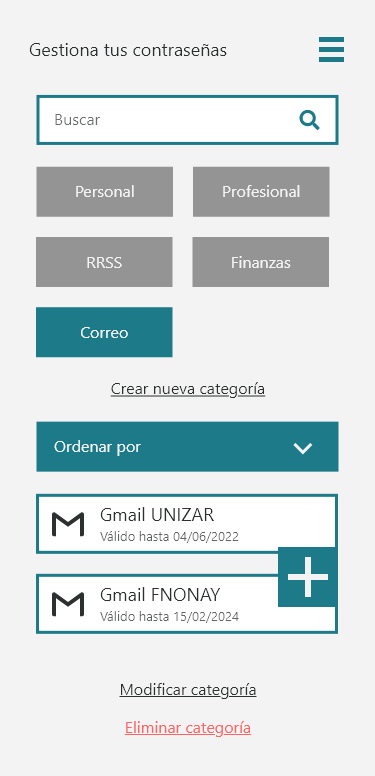 Gestiona tus contraseñas
Buscar
Personal
Profesional
RRSS
Finanzas
Correo
Crear nueva categoría
Ordenar por
Gmail UNIZAR
Válido hasta 04/06/2022
Gmail FNONAY
Válido hasta 15/02/2024
Modificar categoría
Eliminar categoría